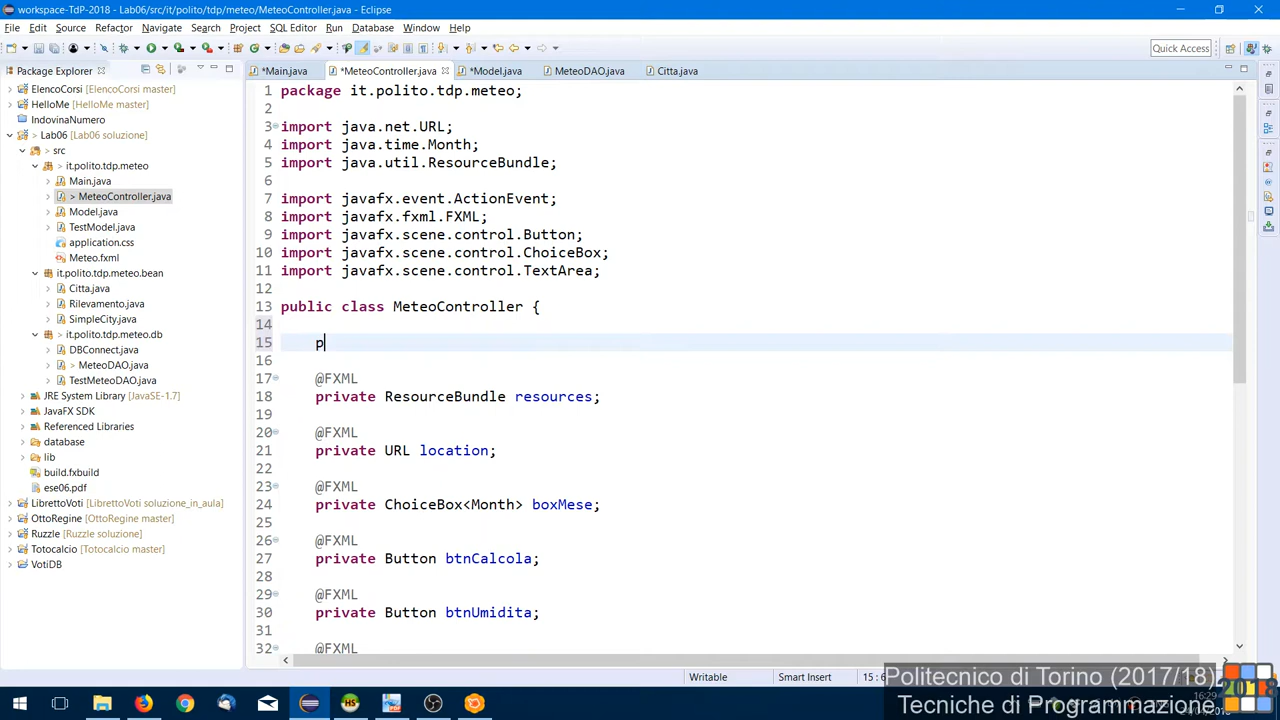 workspace-TdP-2018 - Lab06/src/it/polito/tdp/meteo/MeteoController.java - Eclipse
File Edit Source Refactor Navigate Search Project SQL Editor Run Database Window Help
Quick Access
Package Explorer
*Main.java *MeteoController.java *Model.java MeteoDAO.java Citta.java
ElencoCorsi [ElencoCorsi master]
HelloMe [HelloMe master]
IndovinaNumero
> Lab06 [Lab06 soluzione]
> src
> it.polito.tdp.meteo
Main.java
> MeteoController.java
Model.java
TestModel.java
application.css
Meteo.fxml
it.polito.tdp.meteo.bean
Citta.java
Rilevamento.java
SimpleCity.java
> it.polito.tdp.meteo.db
DBConnect.java
> MeteoDAO.java
TestMeteoDAO.java
JRE System Library [JavaSE-1.7]
JavaFX SDK
Referenced Libraries
database
lib
build.fxbuild
ese06.pdf
LibrettoVoti [LibrettoVoti soluzione_in_aula]
OttoRegine [OttoRegine master]
Ruzzle [Ruzzle soluzione]
Totocalcio [Totocalcio master]
VotiDB
1 package it.polito.tdp.meteo;
2
3 import java.net.URL;
4 import java.time.Month;
5 import java.util.ResourceBundle;
6
7 import javafx.event.ActionEvent;
8 import javafx.fxml.FXML;
9 import javafx.scene.control.Button;
10 import javafx.scene.control.ChoiceBox;
11 import javafx.scene.control.TextArea;
12
13 public class MeteoController {
14
15 p
16
17 @FXML
18 private ResourceBundle resources;
19
20 @FXML
21 private URL location;
22
23 @FXML
24 private ChoiceBox<Month> boxMese;
25
26 @FXML
27 private Button btnCalcola;
28
29 @FXML
30 private Button btnUmidita;
31
32 @FXML
Writable Smart Insert 15 : 6
Politecnico di Torino (2017/18)
Tecniche di Programmazione
16:29
2018